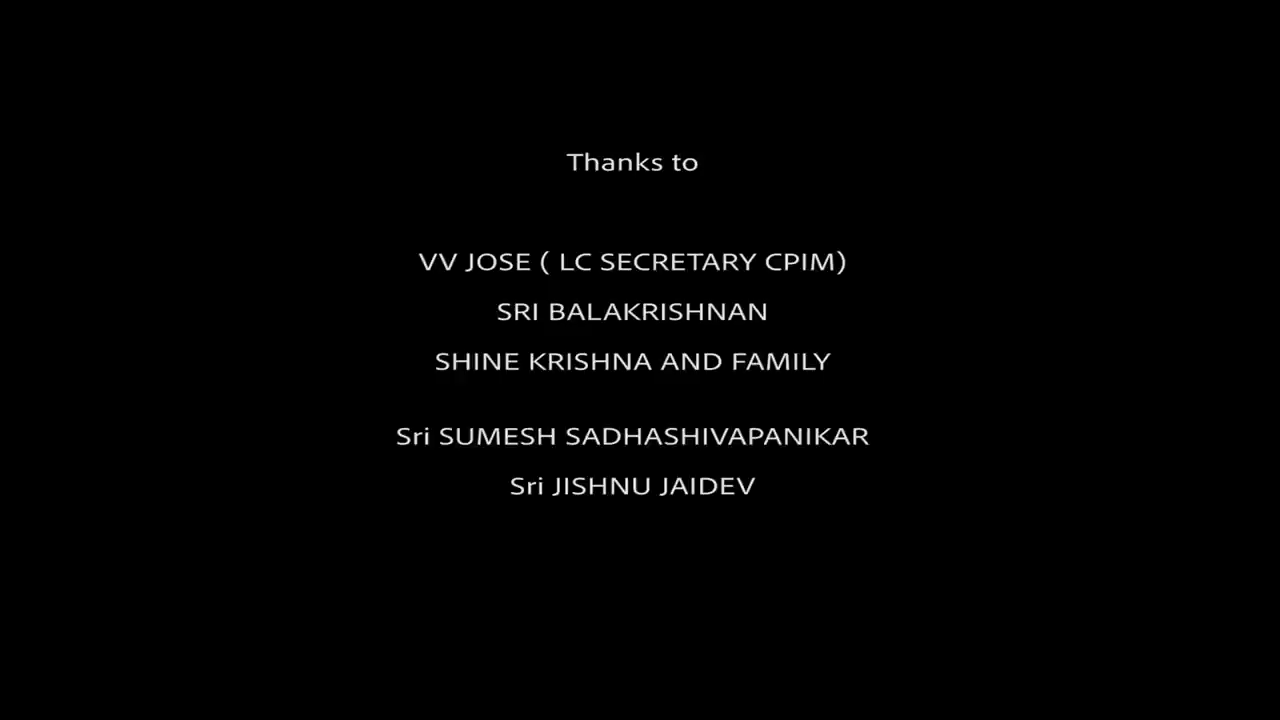 Thanks to
VV JOSE ( LC SECRETARY CPIM)
SRI BALAKRISHNAN
SHINE KRISHNA AND FAMILY
Sri SUMESH SADHASHIVAPANIKAR
Sri JISHNU JAIDEV